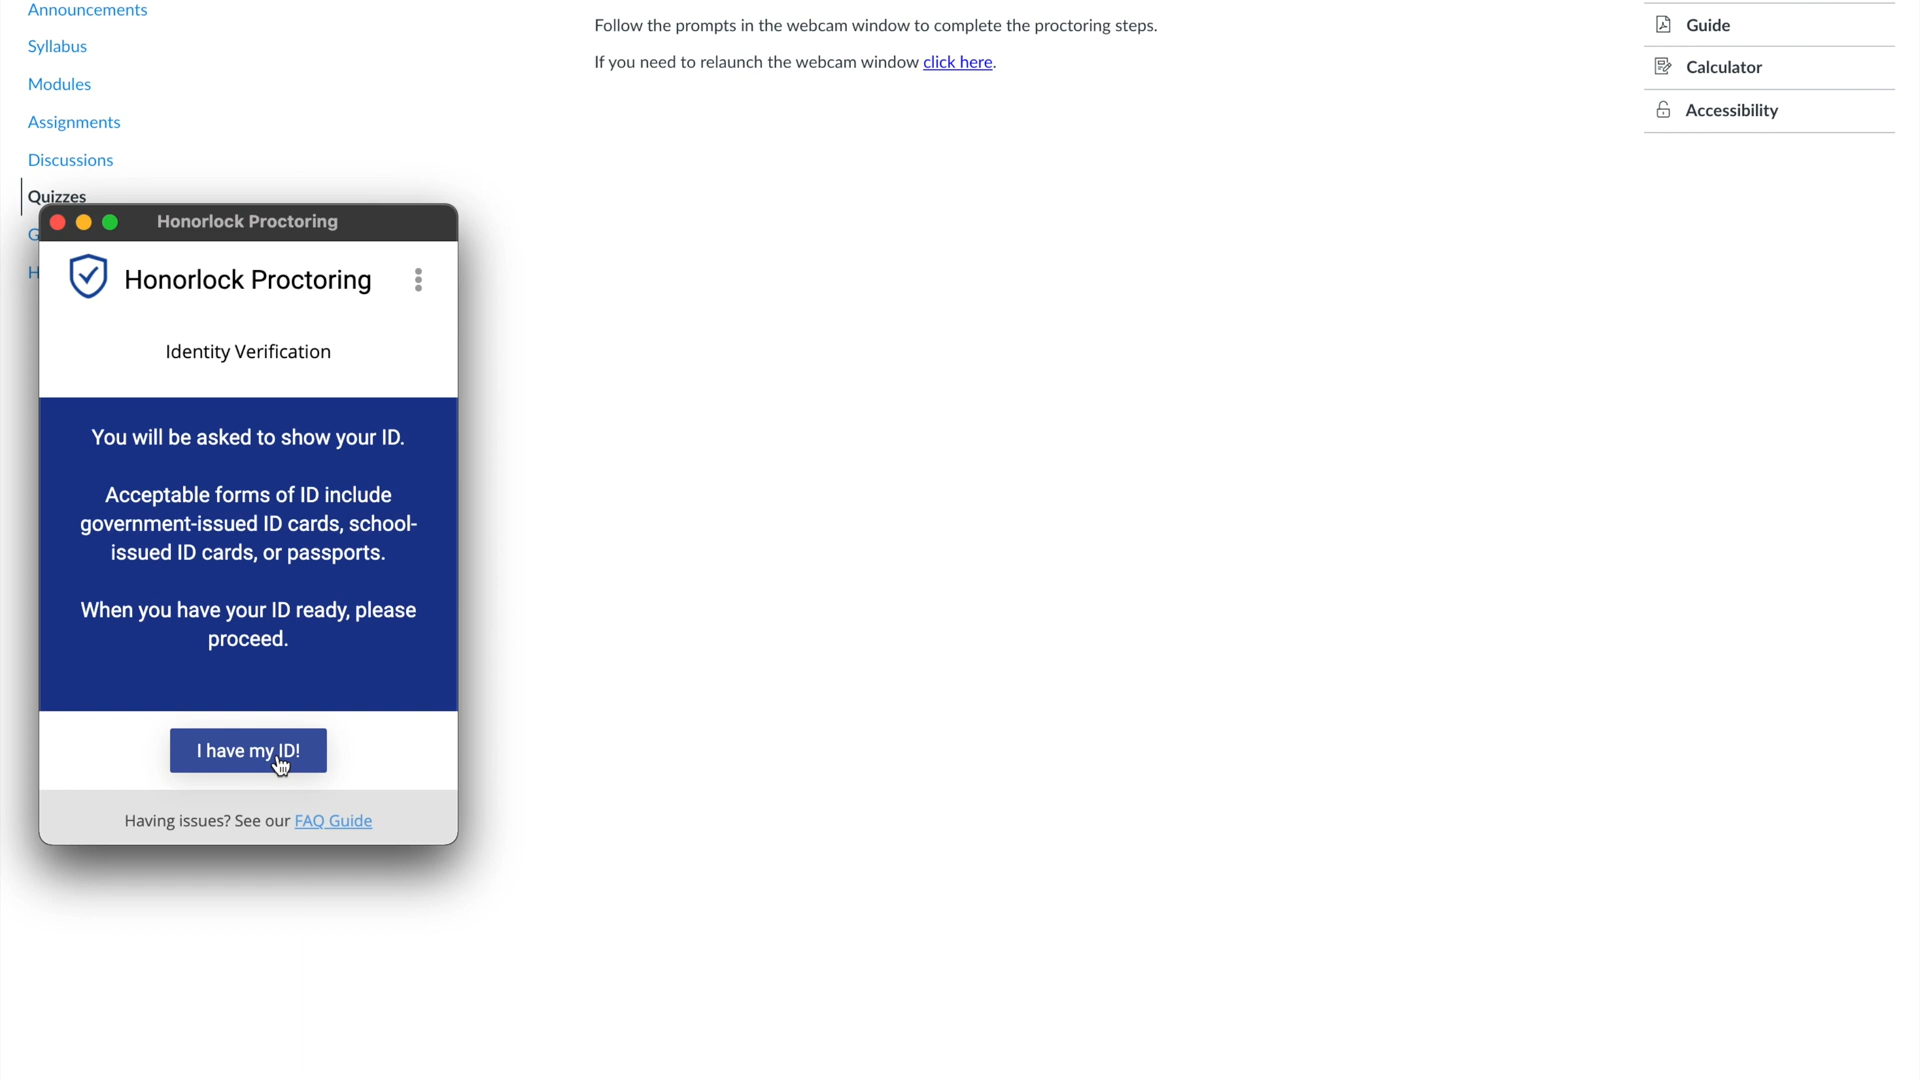 Announcements
Syllabus
Modules
Assignments
Discussions
Quizzes
G
H
Follow the prompts in the webcam window to complete the proctoring steps.
If you need to relaunch the webcam window click here.
Guide
Calculator
Accessibility
Honorlock Proctoring
Honorlock Proctoring
Identity Verification
You will be asked to show your ID.
Acceptable forms of ID include
government-issued ID cards, school-
issued ID cards, or passports.
When you have your ID ready, please
proceed.
I have my ID!
Having issues? See our FAQ Guide